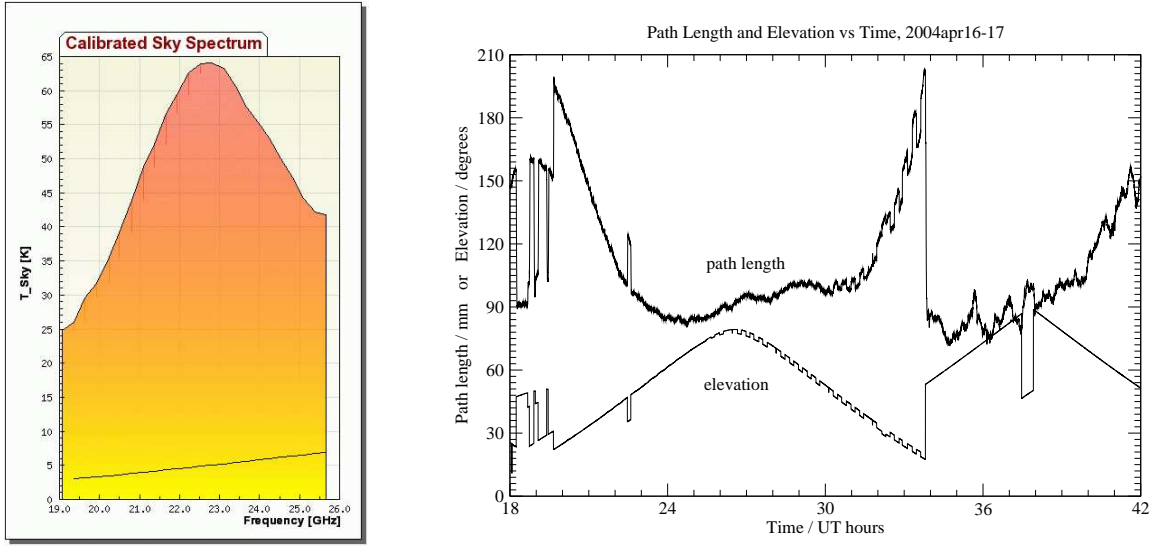 Calibrated Sky Spectrum
65
60
55
50
45
40
35
30
25
20
15
10
5
0
T_Sky [K]
19.0 20.0 21.0 22.0 23.0 24.0 25.0 26.0
Frequency [GHz]
Path Length and Elevation vs Time, 2004apr16-17
210
180
150
120
90
60
30
0
Path length / mm or Elevation / degrees
path length
elevation
18 24 30 36 42
Time / UT hours